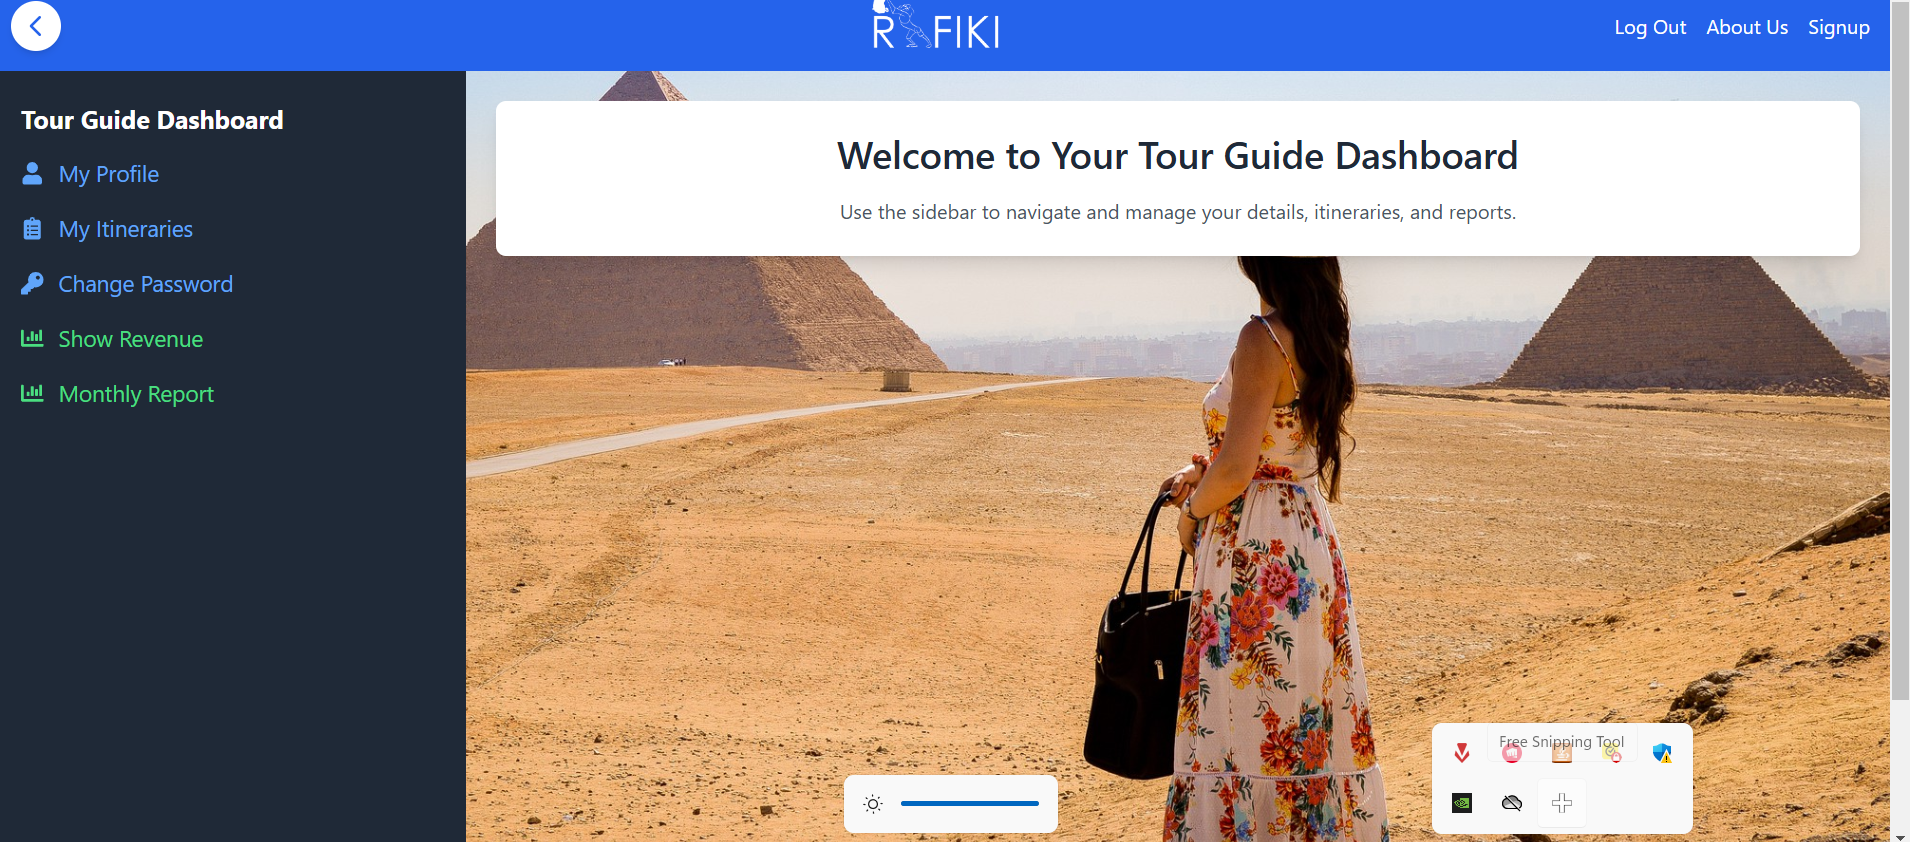 R FIKI
Log Out About Us Signup
Tour Guide Dashboard
My Profile
My Itineraries
Change Password
Show Revenue
Monthly Report
Welcome to Your Tour Guide Dashboard
Use the sidebar to navigate and manage your details, itineraries, and reports.
Free Snipping Tool